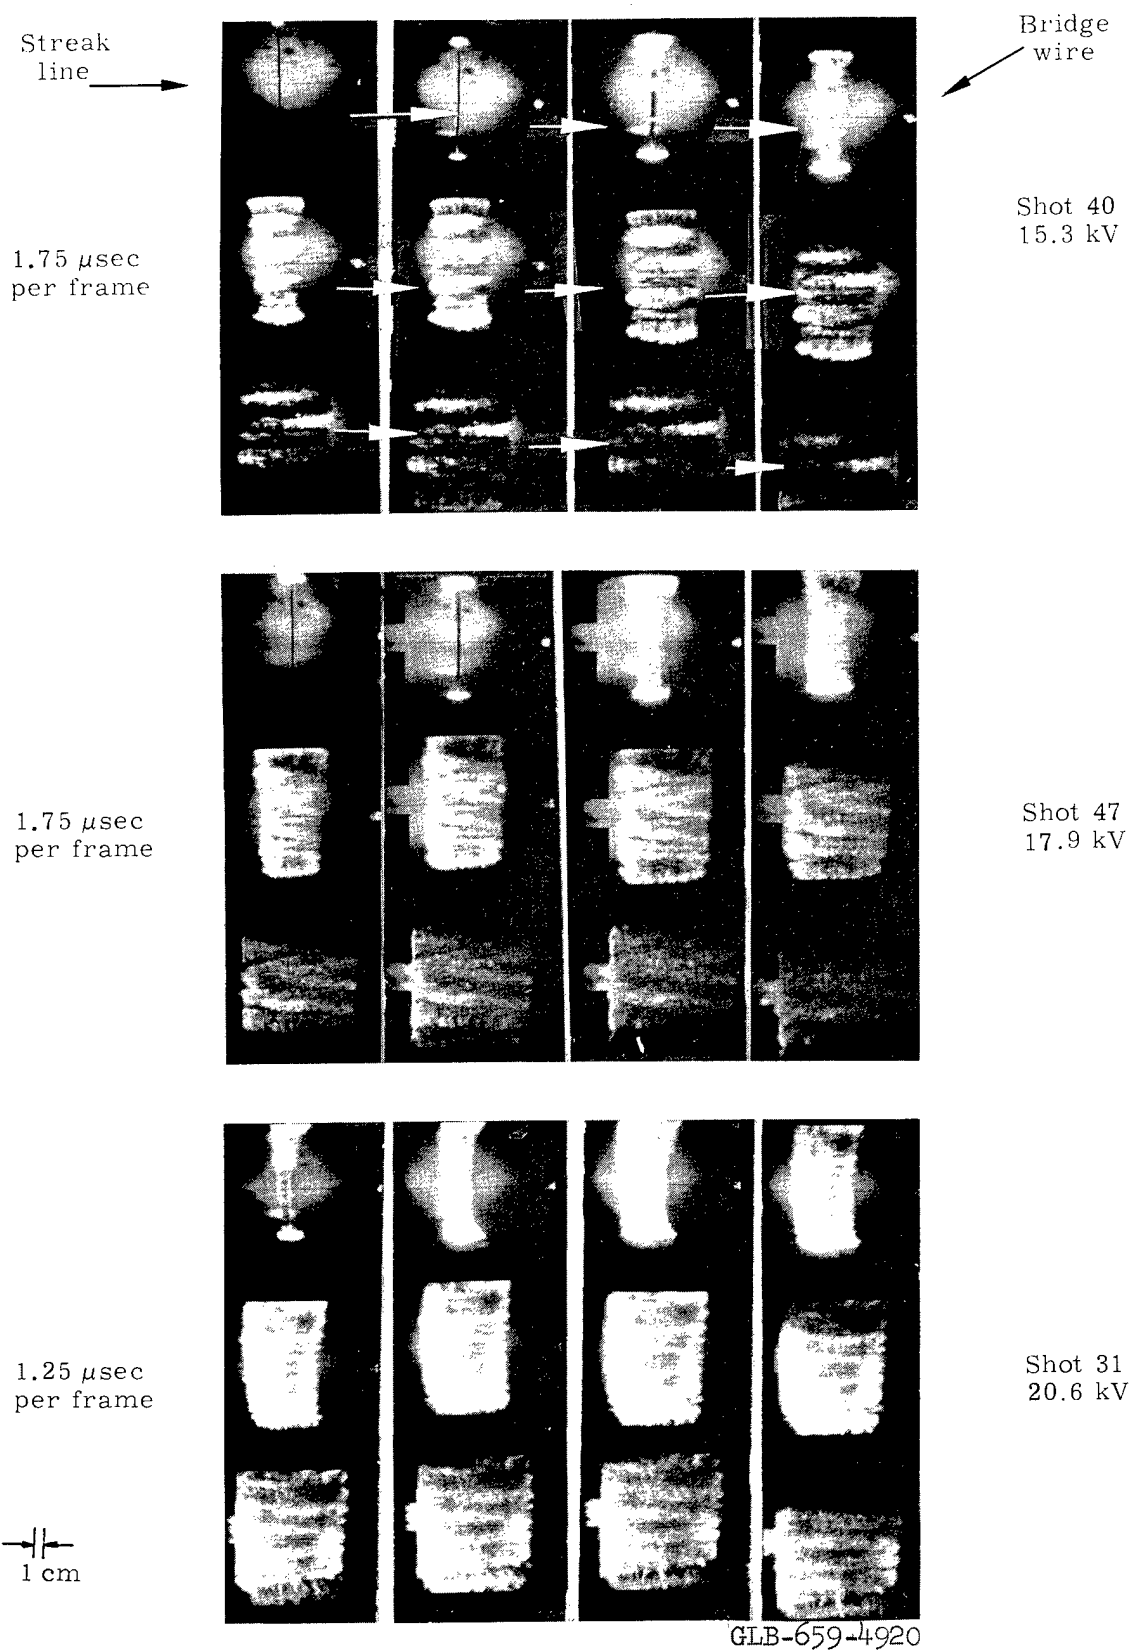 Streak
line
Bridge
wire
1.75 μsec
per frame
Shot 40
15.3 kV
1.75 μsec
per frame
Shot 47
17.9 kV
1.25 μsec
per frame
Shot 31
20.6 kV
1 cm
GLB-659-4920